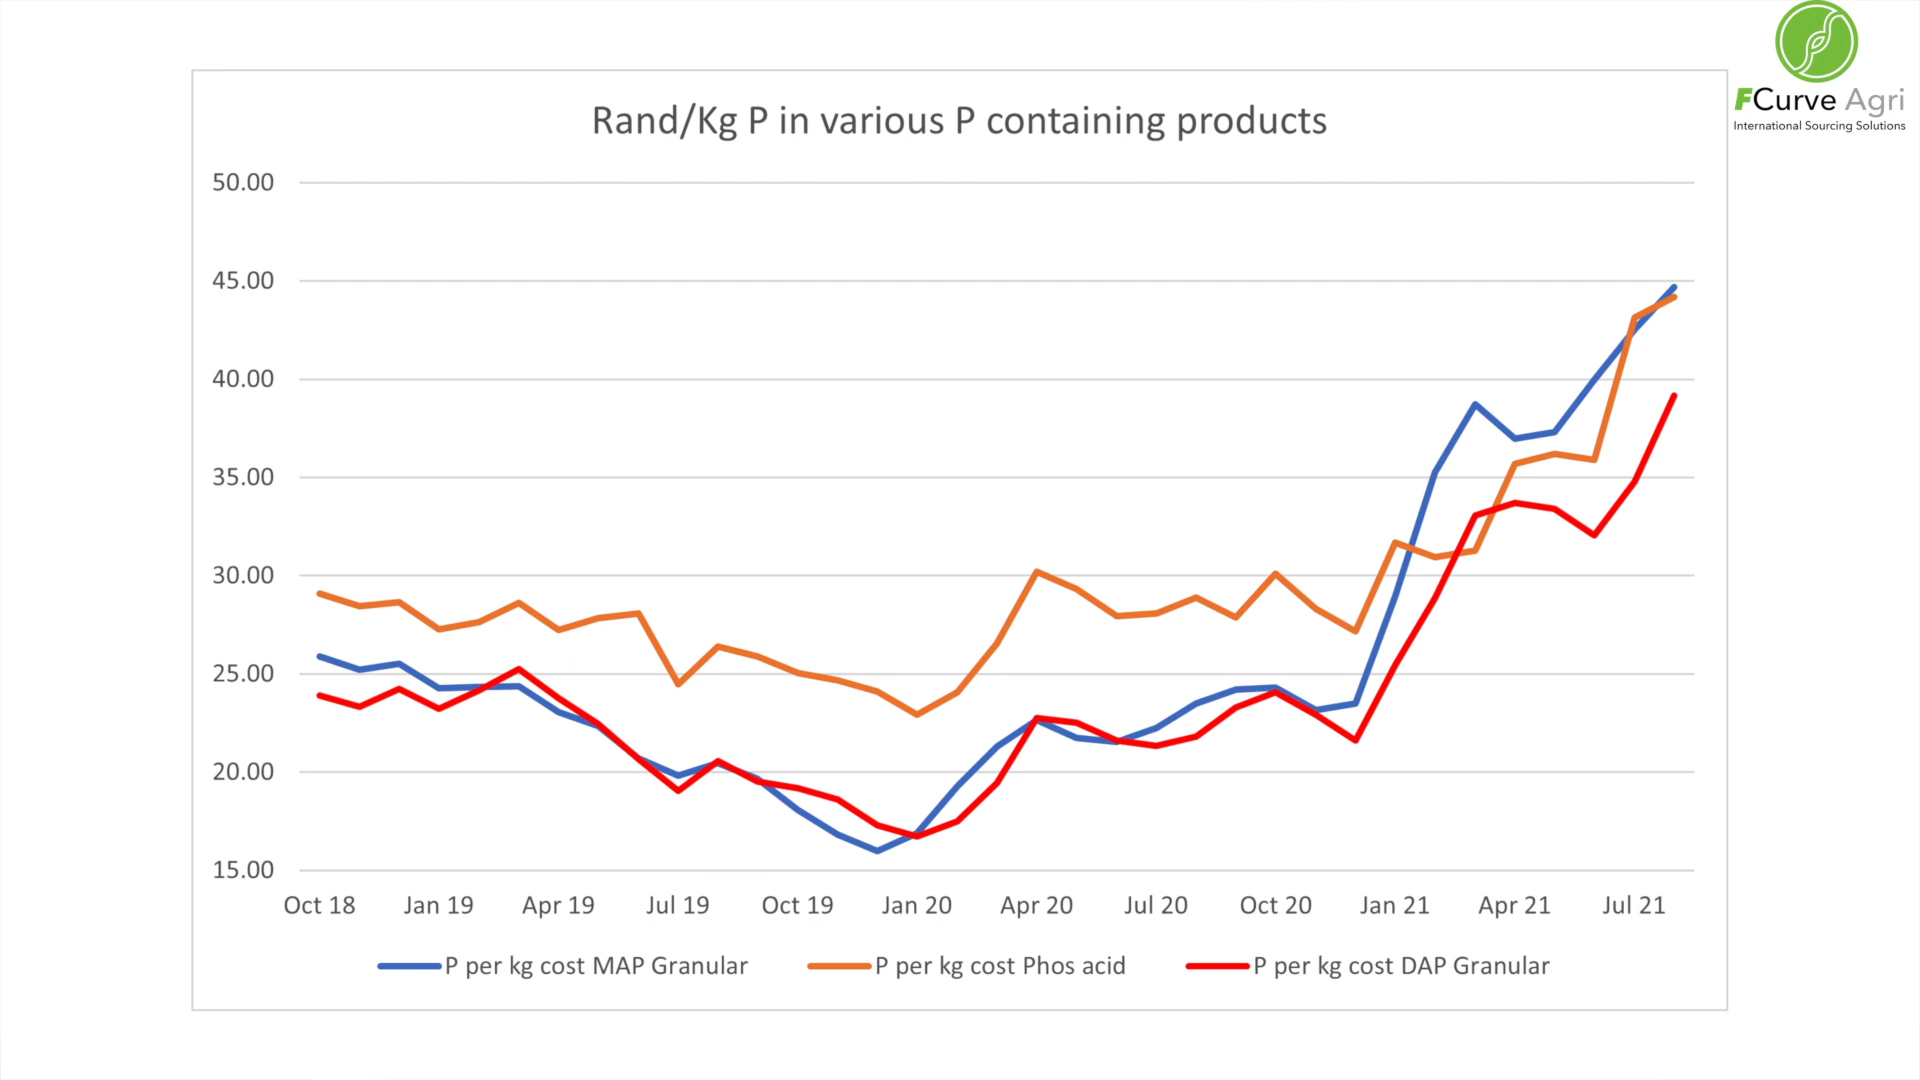 FCurve Agri
International Sourcing Solutions
Rand/Kg P in various P containing products
50.00
45.00
40.00
35.00
30.00
25.00
20.00
15.00
Oct 18 Jan 19 Apr 19 Jul 19 Oct 19 Jan 20 Apr 20 Jul 20 Oct 20 Jan 21 Apr 21 Jul 21
P per kg cost MAP Granular P per kg cost Phos acid P per kg cost DAP Granular